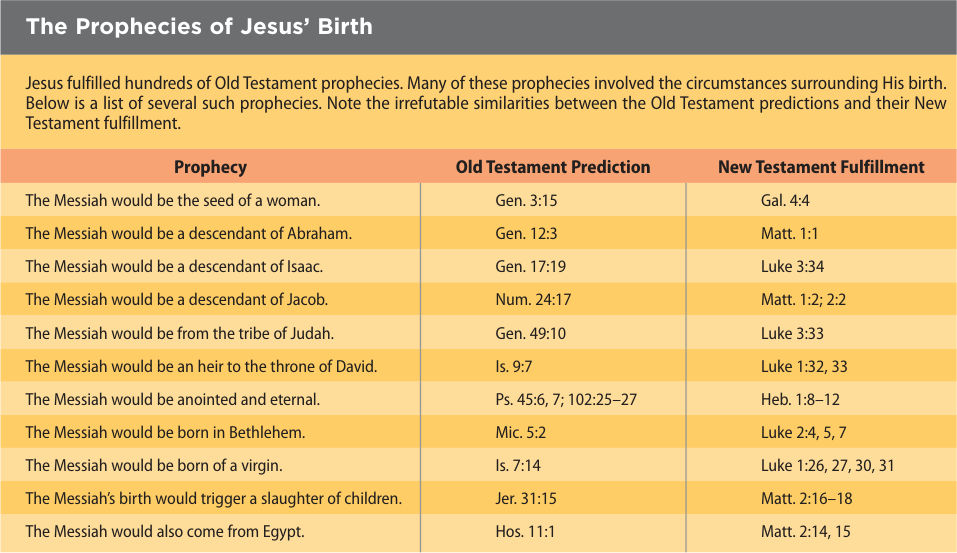 The Prophecies of Jesus’ Birth
Jesus fulfilled hundreds of Old Testament prophecies. Many of these prophecies involved the circumstances surrounding His birth.
Below is a list of several such prophecies. Note the irrefutable similarities between the Old Testament predictions and their New
Testament fulfillment.
Prophecy Old Testament Prediction New Testament Fulfillment
The Messiah would be the seed of a woman. Gen. 3:15 Gal. 4:4
The Messiah would be a descendant of Abraham. Gen. 12:3 Matt. 1:1
The Messiah would be a descendant of Isaac. Gen. 17:19 Luke 3:34
The Messiah would be a descendant of Jacob. Num. 24:17 Matt. 1:2; 2:2
The Messiah would be from the tribe of Judah. Gen. 49:10 Luke 3:33
The Messiah would be an heir to the throne of David. Is. 9:7 Luke 1:32, 33
The Messiah would be anointed and eternal. Ps. 45:6, 7; 102:25–27 Heb. 1:8–12
The Messiah would be born in Bethlehem. Mic. 5:2 Luke 2:4, 5, 7
The Messiah would be born of a virgin. Is. 7:14 Luke 1:26, 27, 30, 31
The Messiah’s birth would trigger a slaughter of children. Jer. 31:15 Matt. 2:16–18
The Messiah would also come from Egypt. Hos. 11:1 Matt. 2:14, 15